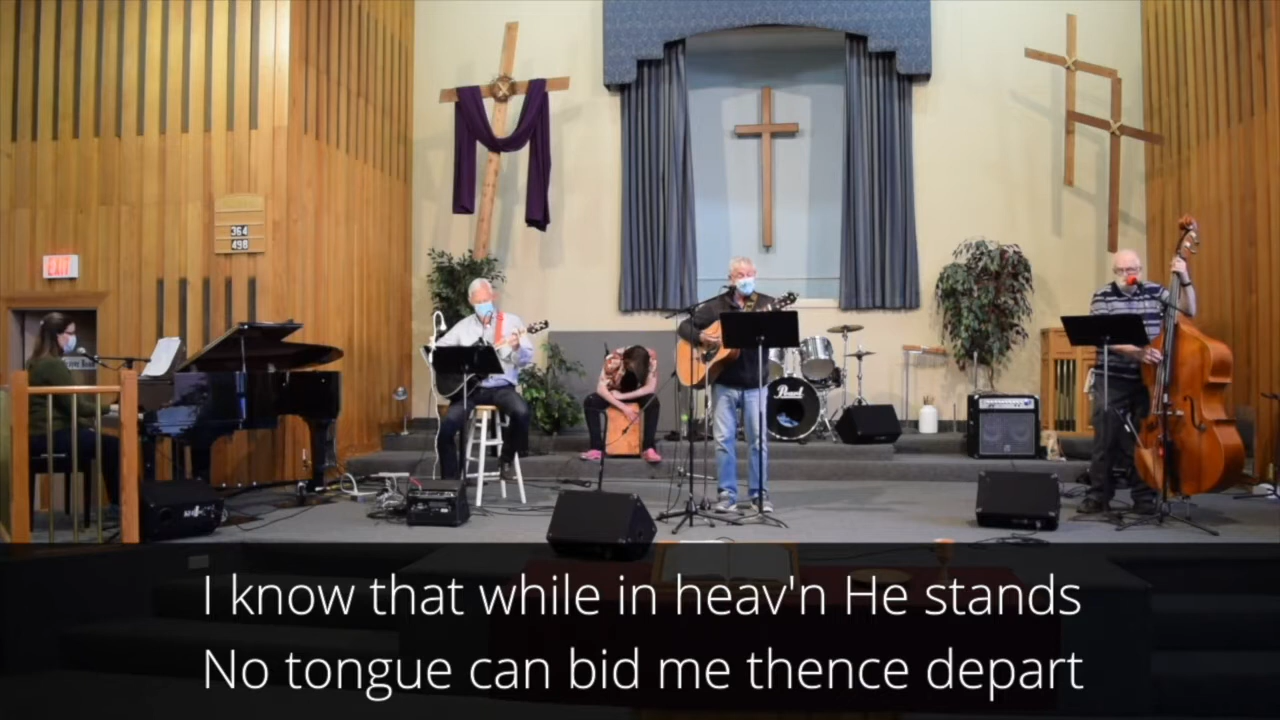 364
498
EXIT
Pearl
I know that while in heav'n He stands
No tongue can bid me thence depart